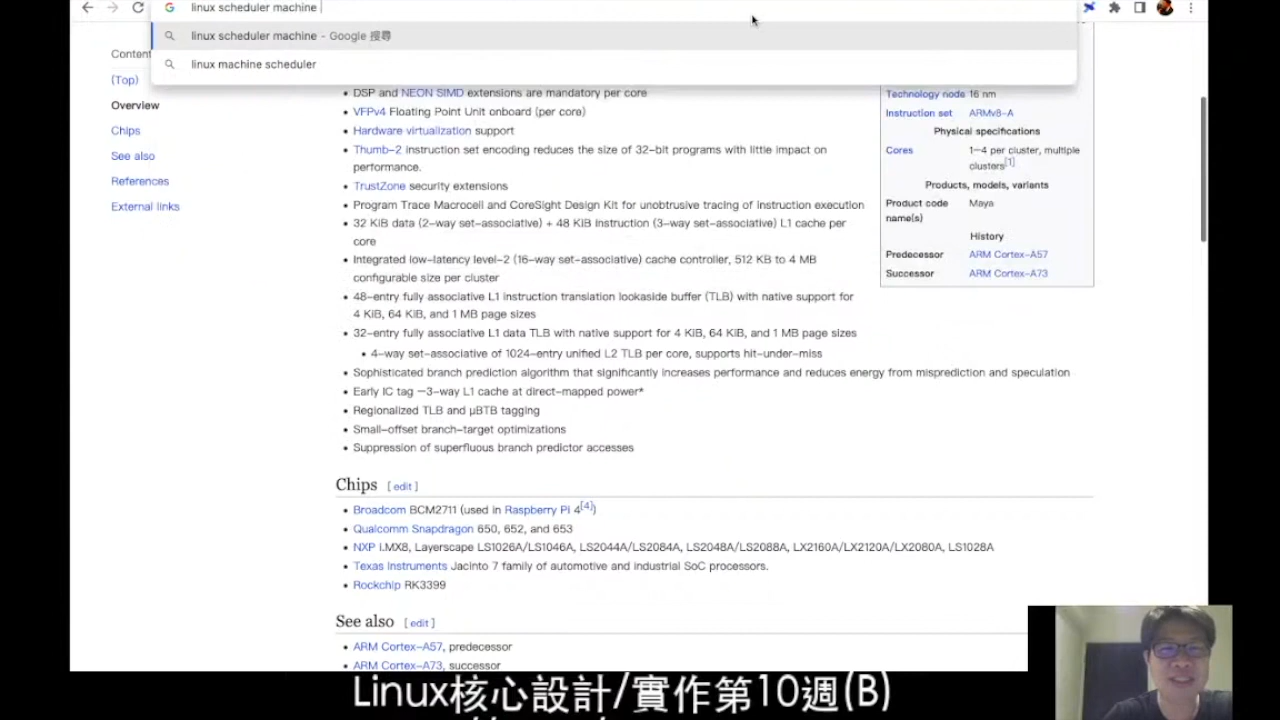 linux scheduler machine
linux scheduler machine - Google 搜尋
linux machine scheduler
Content
(Top)
Overview
Chips
See also
References
External links
• DSP and NEON SIMD extensions are mandatory per core
• VFPv4 Floating Point Unit onboard (per core)
• Hardware virtualization support
• Thumb-2 instruction set encoding reduces the size of 32-bit programs with little impact on
performance.
• TrustZone security extensions
• Program Trace Macrocell and CoreSight Design Kit for unobtrusive tracing of instruction execution
• 32 KiB data (2-way set-associative) + 48 KiB instruction (3-way set-associative) L1 cache per
core
• Integrated low-latency level-2 (16-way set-associative) cache controller, 512 KB to 4 MB
configurable size per cluster
• 48-entry fully associative L1 instruction translation lookaside buffer (TLB) with native support for
4 KiB, 64 KiB, and 1 MB page sizes
• 32-entry fully associative L1 data TLB with native support for 4 KiB, 64 KiB, and 1 MB page sizes
• 4-way set-associative of 1024-entry unified L2 TLB per core, supports hit-under-miss
• Sophisticated branch prediction algorithm that significantly increases performance and reduces energy from misprediction and speculation
• Early IC tag –3-way L1 cache at direct-mapped power*
• Regionalized TLB and μBTB tagging
• Small-offset branch-target optimizations
• Suppression of superfluous branch predictor accesses
Technology node 16 nm
Instruction set ARMv8-A
Physical specifications
Cores 1–4 per cluster, multiple
clusters[1]
Products, models, variants
Product code Maya
name(s)
History
Predecessor ARM Cortex-A57
Successor ARM Cortex-A73
Chips [ edit ]
• Broadcom BCM2711 (used in Raspberry Pi 4[4])
• Qualcomm Snapdragon 650, 652, and 653
• NXP i.MX8, Layerscape LS1026A/LS1046A, LS2044A/LS2084A, LS2048A/LS2088A, LX2160A/LX2120A/LX2080A, LS1028A
• Texas Instruments Jacinto 7 family of automotive and industrial SoC processors.
• Rockchip RK3399
See also [ edit ]
• ARM Cortex-A57, predecessor
• ARM Cortex-A73, successor
Linux核心設計/實作第10週(B)